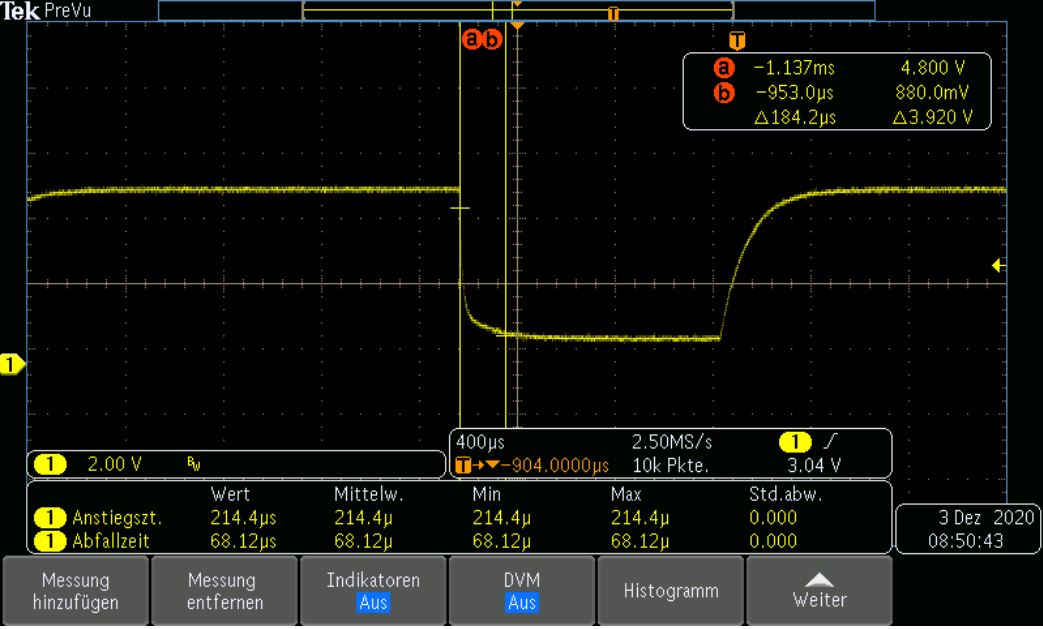 Tek PreVu
T
a b
T
a -1.137ms 4.800 V
b -953.0µs 880.0mV
△184.2µs △3.920 V
1
1 2.00 V BW
400µs 2.50MS/s 1
T→▼-904.0000µs 10k Pkte. 3.04 V
Wert Mittelw. Min Max Std.abw.
1 Anstiegszt. 214.4µs 214.4µ 214.4µ 214.4µ 0.000
1 Abfallzeit 68.12µs 68.12µ 68.12µ 68.12µ 0.000
3 Dez 2020
08:50:43
Messung hinzufügen
Messung entfernen
Indikatoren
Aus
DVM
Aus
Histogramm
Weiter